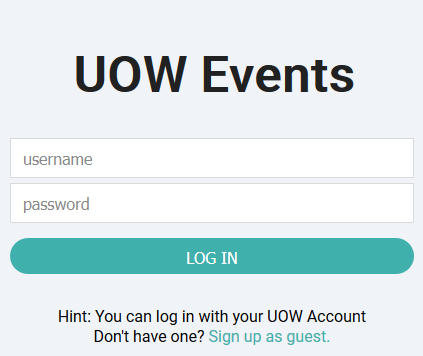 UOW Events
username
password
LOG IN
Hint: You can log in with your UOW Account
Don't have one? Sign up as guest.